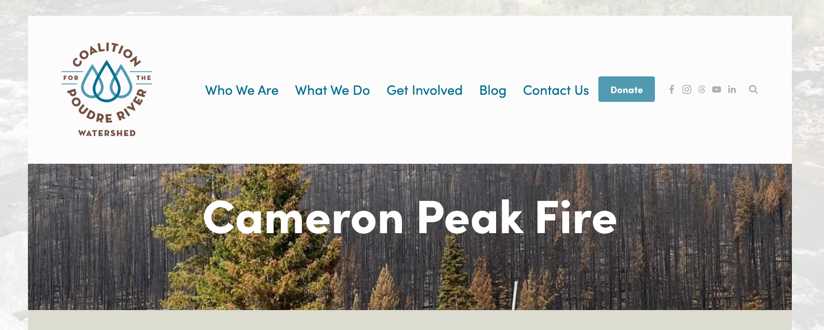 COALITION
FOR THE
POUDRE RIVER
WATERSHED
Who We Are What We Do Get Involved Blog Contact Us Donate
Cameron Peak Fire